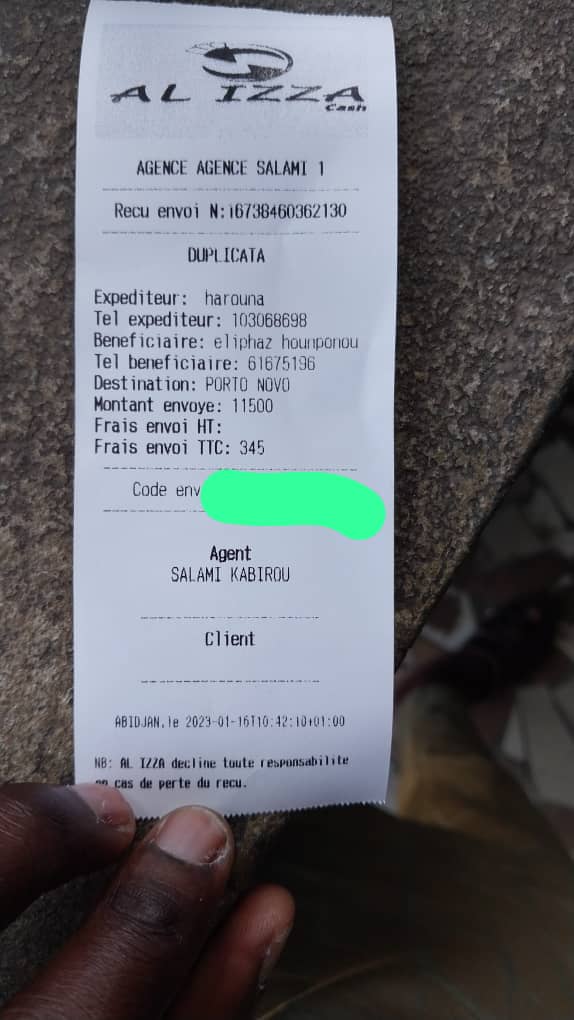 AL IZZA
Cash
AGENCE AGENCE SALAMI 1
Recu envoi N:16738460362130
DUPLICATA
Expediteur: harouna
Tel expediteur: 103068698
Beneficiaire: eliphaz hounponou
Tel beneficiaire: 61675196
Destination: PORTO NOVO
Montant envoye: 11500
Frais envoi HT:
Frais envoi TTC: 345
Code env
Agent
SALAMI KABIROU
Client
ABIDJAN,le 2023-01-16T10:42:10+01:00
NB: AL IZZA decline toute responsabilite
en cas de perte du recu.